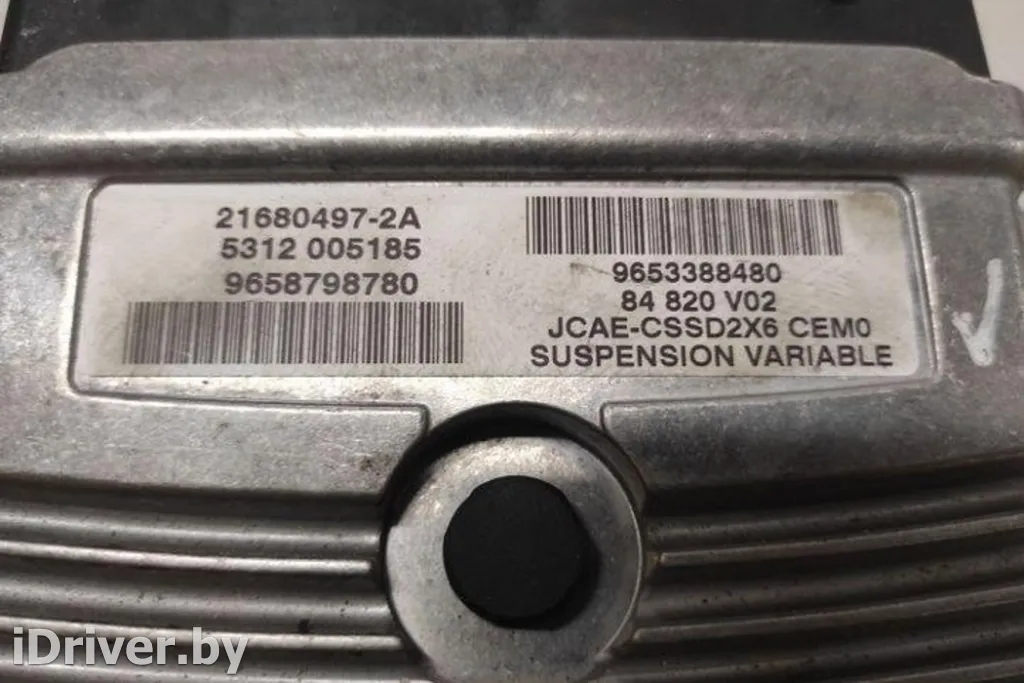 21680497-2A
5312 005185
9658798780
9653388480
84 820 V02
JCAE-CSSD2X6 CEM0
SUSPENSION VARIABLE
iDriver.by